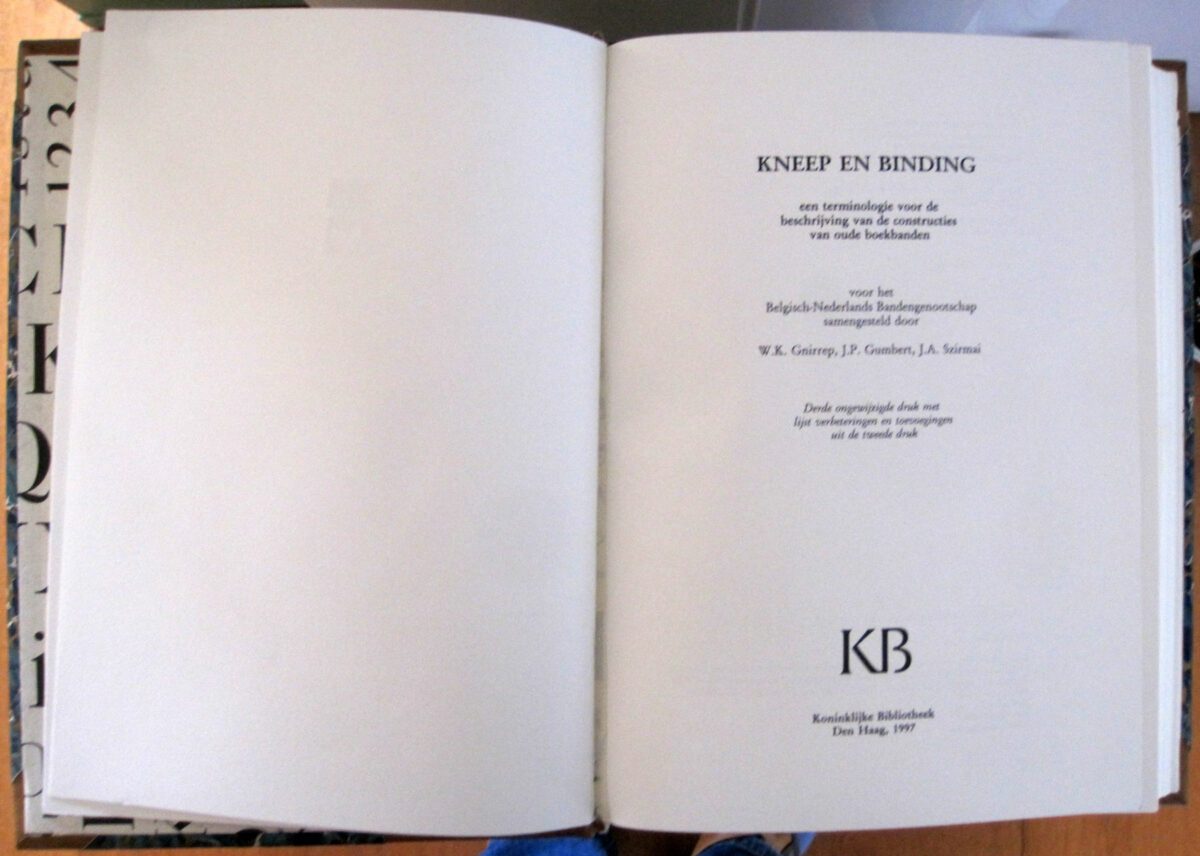 KNEEP EN BINDING
een terminologie voor de
beschrijving van de constructies
van oude boekbanden
voor het
Belgisch-Nederlands Bandengenootschap
samengesteld door
W.K. Gnirrep, J.P. Gumbert, J.A. Szirmai
Derde ongewijzigde druk met
lijst verbeteringen en toevoegingen
uit de tweede druk
KB
Koninklijke Bibliotheek
Den Haag, 1997